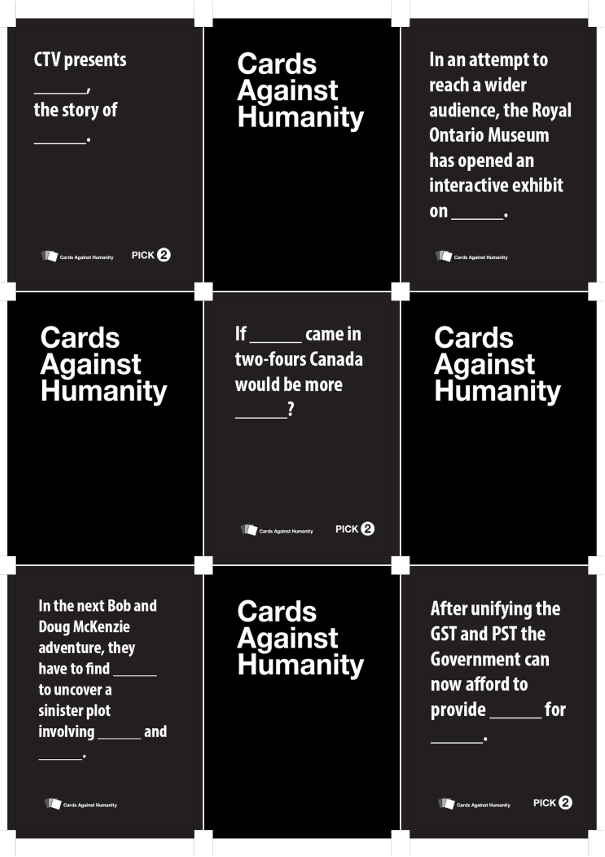 CTV presents
______,
the story of
______.
Cards Against Humanity
PICK 2
Cards
Against
Humanity
In an attempt to
reach a wider
audience, the Royal
Ontario Museum
has opened an
interactive exhibit
on ______.
Cards Against Humanity
Cards
Against
Humanity
If ______ came in
two-fours Canada
would be more
______?
Cards Against Humanity
PICK 2
Cards
Against
Humanity
In the next Bob and
Doug McKenzie
adventure, they
have to find ______
to uncover a
sinister plot
involving ______ and
______.
Cards Against Humanity
Cards
Against
Humanity
After unifying the
GST and PST the
Government can
now afford to
provide ______ for
______.
Cards Against Humanity
PICK 2